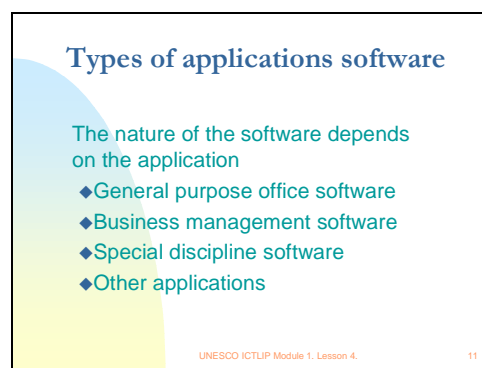 Types of applications software
The nature of the software depends
on the application
◆General purpose office software
◆Business management software
◆Special discipline software
◆Other applications
UNESCO ICTLIP Module 1. Lesson 4.
11